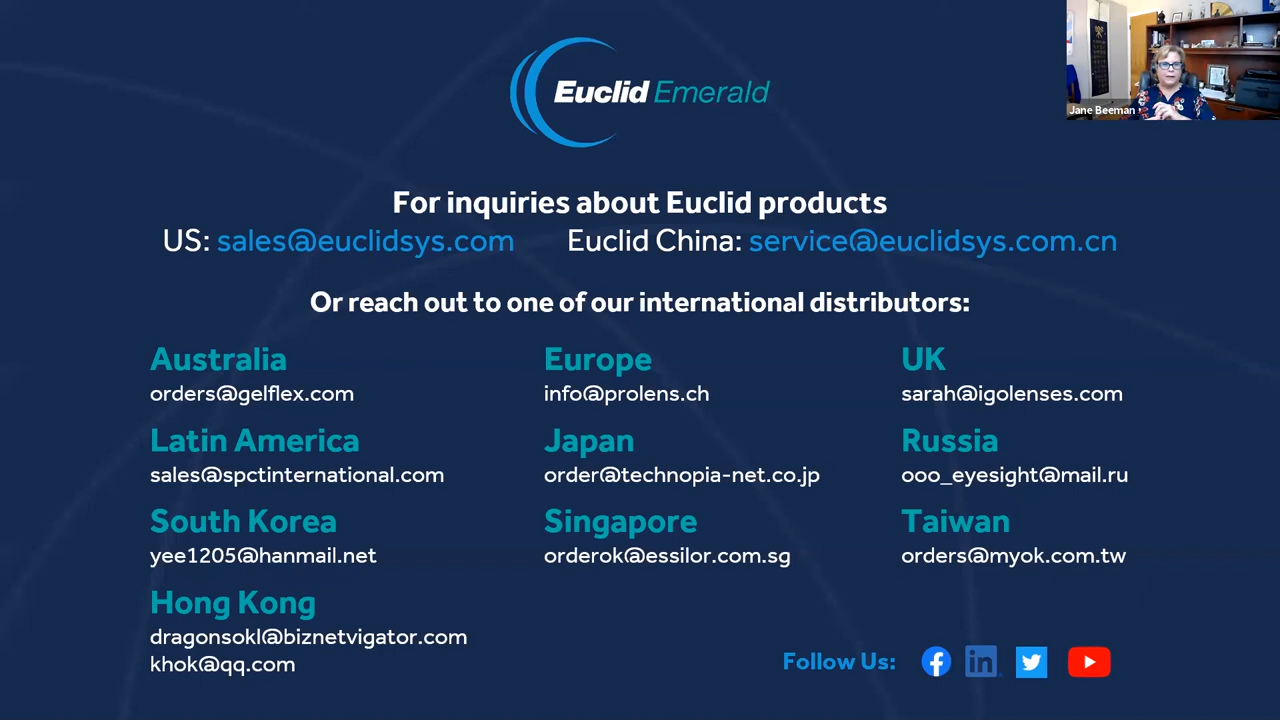 Euclid Emerald
Jane Beeman
For inquiries about Euclid products
US: sales@euclidsys.com Euclid China: service@euclidsys.com.cn
Or reach out to one of our international distributors:
Australia
orders@gelflex.com
Europe
info@prolens.ch
UK
sarah@igolenses.com
Latin America
sales@spctinternational.com
Japan
order@technopia-net.co.jp
Russia
ooo_eyesight@mail.ru
South Korea
yee1205@hanmail.net
Singapore
orderok@essilor.com.sg
Taiwan
orders@myok.com.tw
Hong Kong
dragonsokl@biznetvigator.com
khok@qq.com
Follow Us: